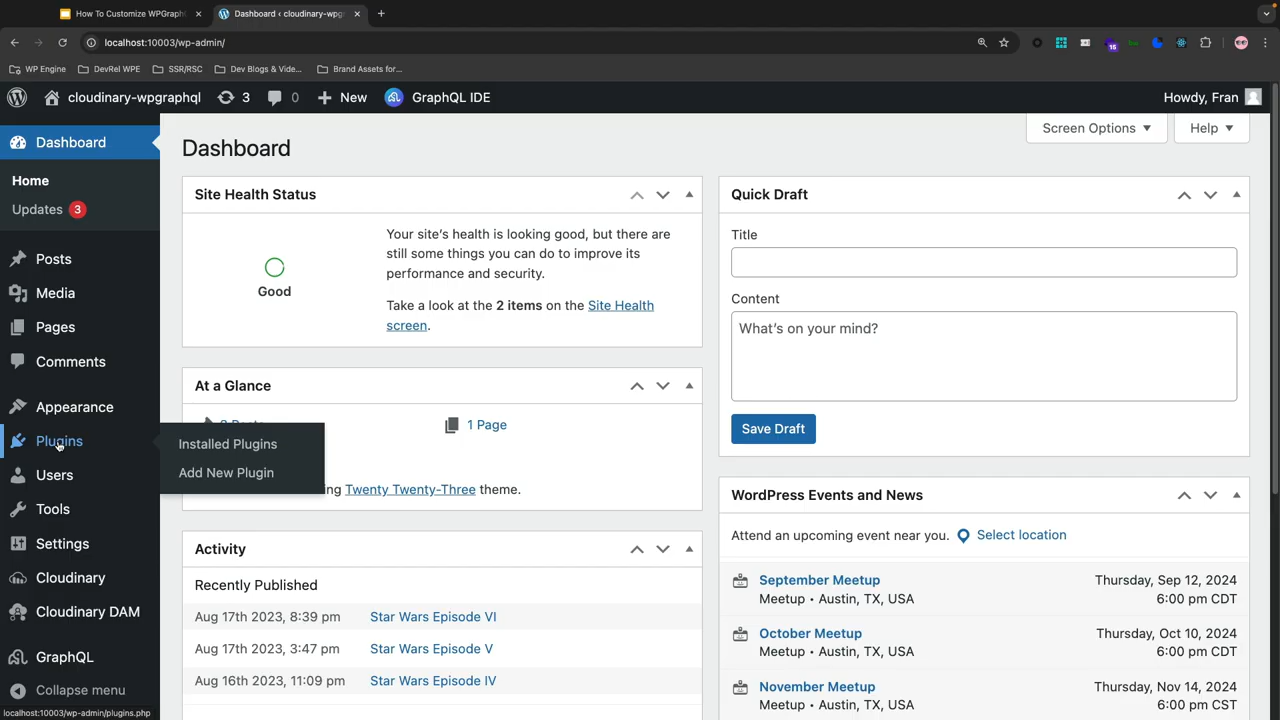 How To Customize WPGraph
Dashboard ‹ cloudinary-wpgr
localhost:10003/wp-admin/
15
WP Engine
DevRel WPE
SSR/RSC
Dev Blogs & Vide...
Brand Assets for...
cloudinary-wpgraphql
3
0
New
GraphQL IDE
Howdy, Fran
Dashboard
Home
Updates 3
Posts
Media
Pages
Comments
Appearance
Plugins
Installed Plugins
Add New Plugin
Users
Tools
Settings
Cloudinary
Cloudinary DAM
GraphQL
Collapse menu
localhost:10003/wp-admin/plugins.php
Screen Options
Help
Dashboard
Site Health Status
Good
Your site's health is looking good, but there are
still some things you can do to improve its
performance and security.
Take a look at the 2 items on the Site Health
screen.
At a Glance
1 Page
Twenty Twenty-Three theme.
Activity
Recently Published
Aug 17th 2023, 8:39 pm Star Wars Episode VI
Aug 17th 2023, 3:47 pm Star Wars Episode V
Aug 16th 2023, 11:09 pm Star Wars Episode IV
Quick Draft
Title
Content
What's on your mind?
Save Draft
WordPress Events and News
Attend an upcoming event near you. Select location
September Meetup Thursday, Sep 12, 2024
Meetup • Austin, TX, USA 6:00 pm CDT
October Meetup Thursday, Oct 10, 2024
Meetup • Austin, TX, USA 6:00 pm CDT
November Meetup Thursday, Nov 14, 2024
Meetup • Austin, TX, USA 6:00 pm CST